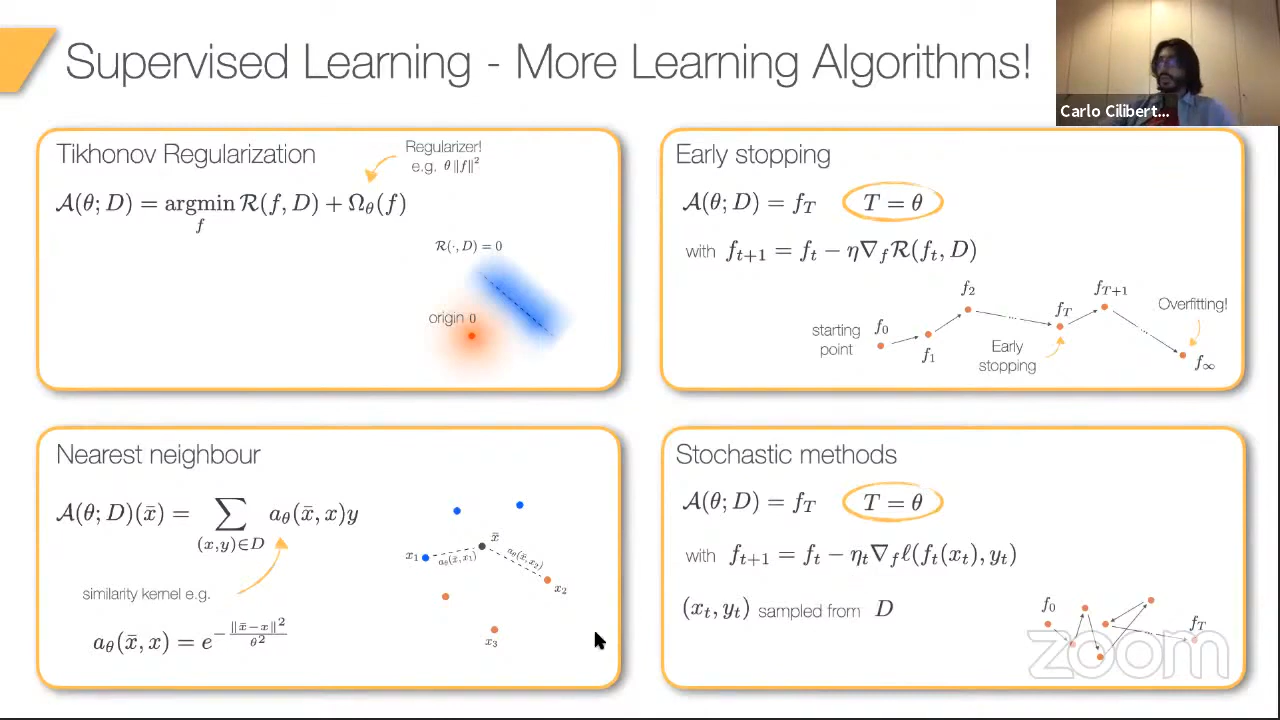 Supervised Learning - More Learning Algorithms!
Carlo Cilibert...
Tikhonov Regularization
Regularizer!
e.g. θ‖f‖²
𝒜(θ; D) = argmin ℛ(f, D) + Ω_θ(f)
f
ℛ(·, D) = 0
origin 0
Early stopping
𝒜(θ; D) = f_T T = θ
with f_{t+1} = f_t − η∇_f ℛ(f_t, D)
f_2
f_{T+1}
Overfitting!
starting
point
f_0
f_1
f_T
Early
stopping
f_∞
Nearest neighbour
𝒜(θ; D)(x̄) = ∑ a_θ(x̄, x)y
(x,y)∈D
similarity kernel e.g.
a_θ(x̄, x) = e^{−‖x̄−x‖²/θ²}
x̄
x_1
a_θ(x̄, x_1)
a_θ(x̄, x_2)
x_2
x_3
Stochastic methods
𝒜(θ; D) = f_T T = θ
with f_{t+1} = f_t − η_t∇_f ℓ(f_t(x_t), y_t)
(x_t, y_t) sampled from D
f_0
f_T
zoom